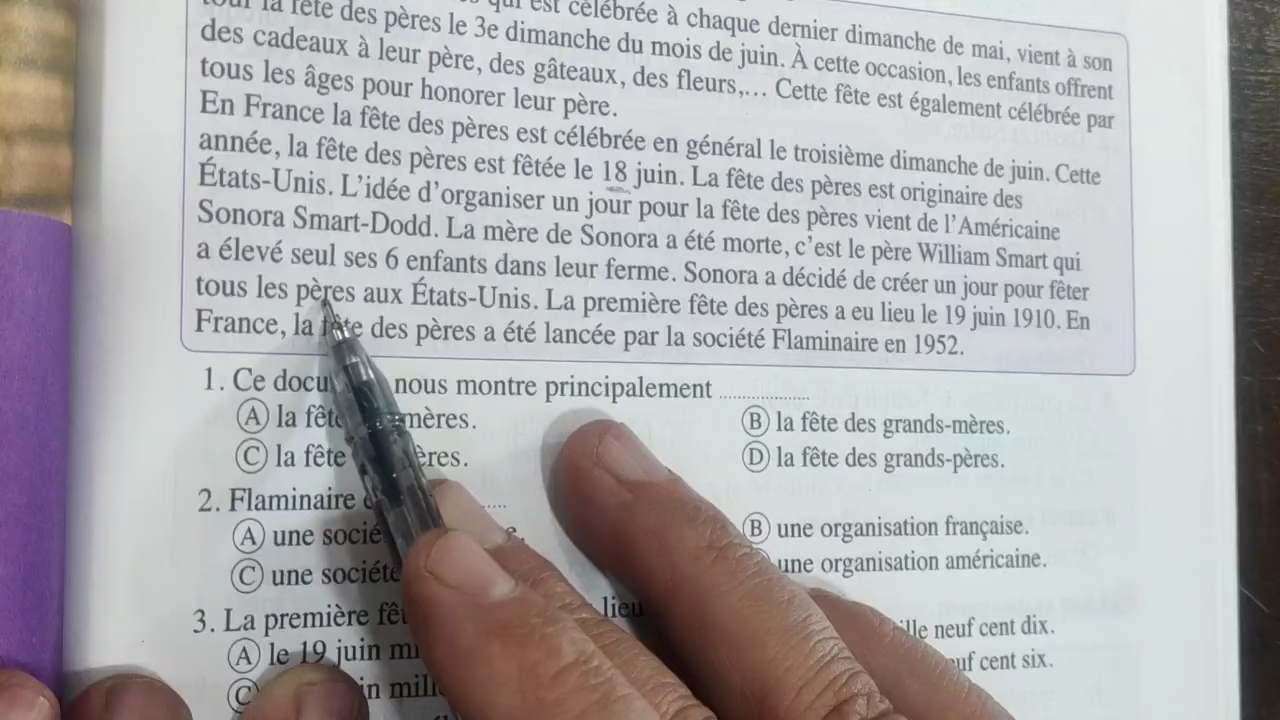 qui est célébrée à chaque dernier dimanche de mai, vient à son
tour la fête des pères le 3e dimanche du mois de juin. À cette occasion, les enfants offrent
des cadeaux à leur père, des gâteaux, des fleurs,... Cette fête est également célébrée par
tous les âges pour honorer leur père.
En France la fête des pères est célébrée en général le troisième dimanche de juin. Cette
année, la fête des pères est fêtée le 18 juin. La fête des pères est originaire des
États-Unis. L'idée d'organiser un jour pour la fête des pères vient de l'Américaine
Sonora Smart-Dodd. La mère de Sonora a été morte, c'est le père William Smart qui
a élevé seul ses 6 enfants dans leur ferme. Sonora a décidé de créer un jour pour fêter
tous les pères aux États-Unis. La première fête des pères a eu lieu le 19 juin 1910. En
France, la fête des pères a été lancée par la société Flaminaire en 1952.
1. Ce docu nous montre principalement ..................
A la fêt mères.
B la fête des grands-mères.
C la fête ères.
D la fête des grands-pères.
2. Flaminaire
A une socié
B une organisation française.
C une société
une organisation américaine.
3. La première fê lieu
A le 19 juin mi
ille neuf cent dix.
C in mill
uf cent six.